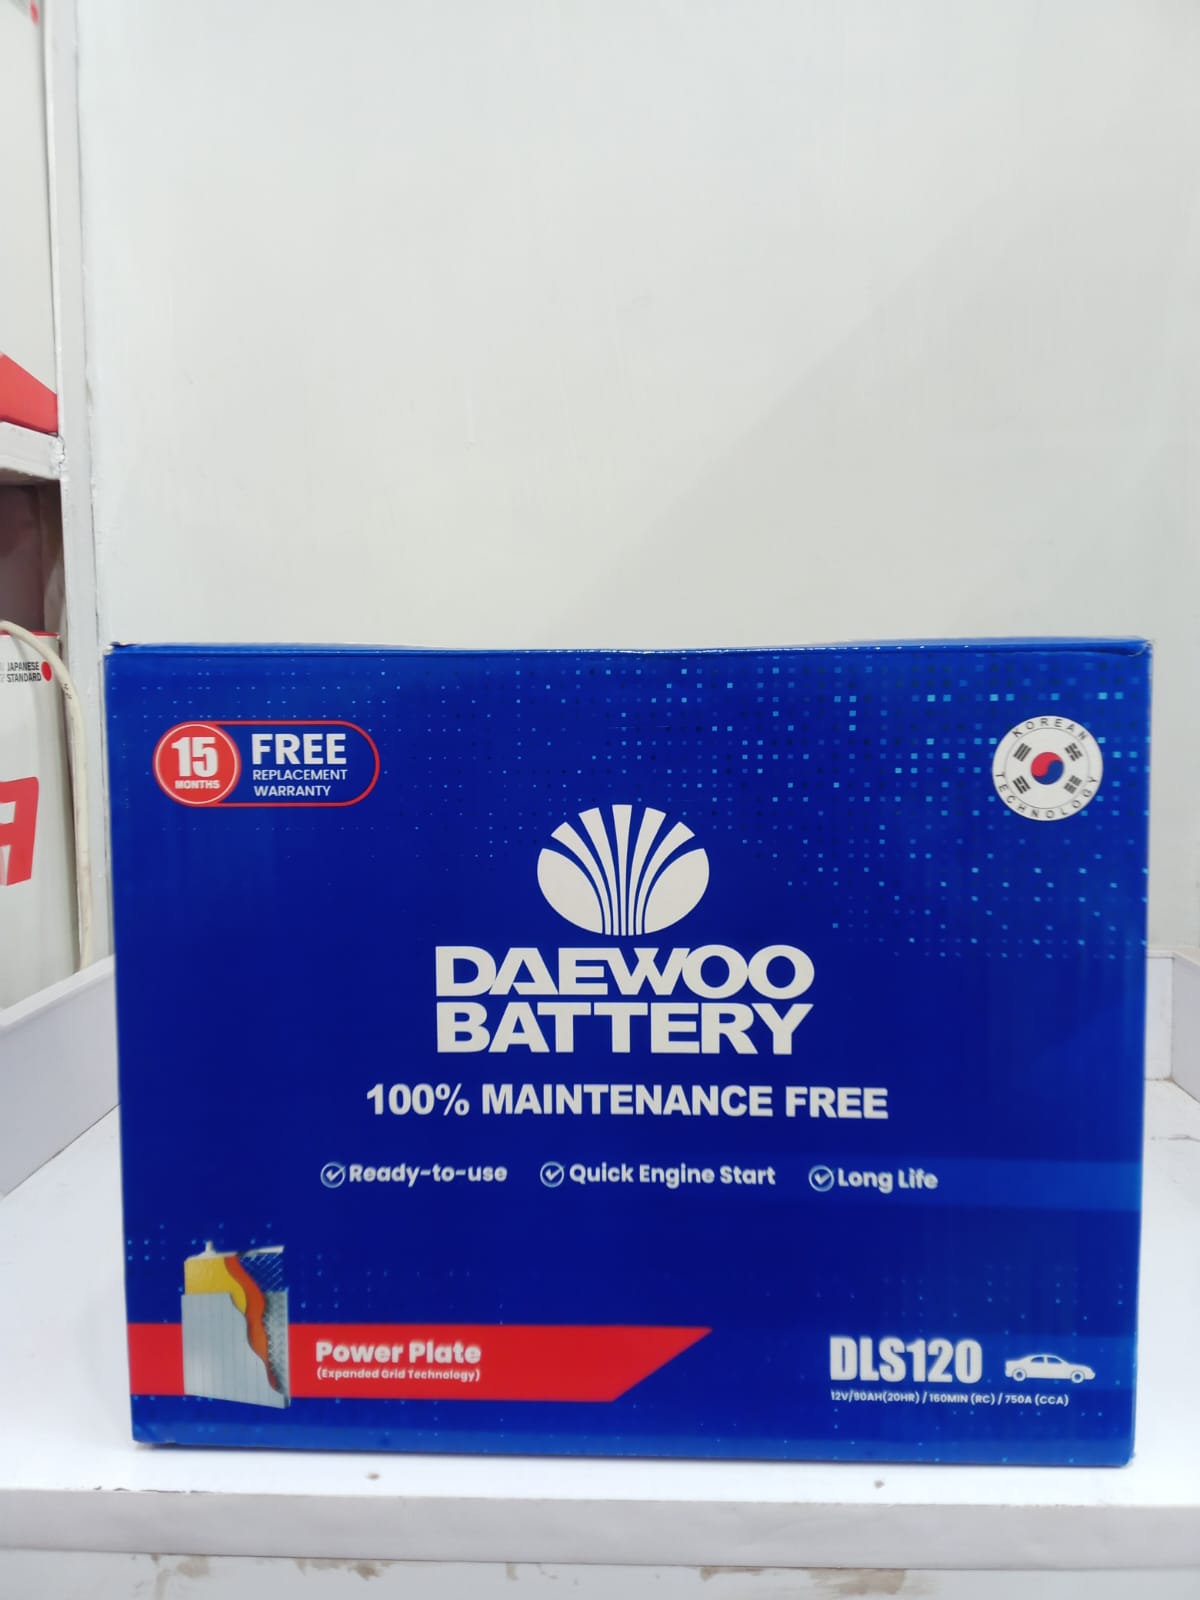 JAPANESE
STANDARD
15
MONTHS
FREE
REPLACEMENT
WARRANTY
KOREAN
TECHNOLOGY
DAEWOO
BATTERY
100% MAINTENANCE FREE
Ready-to-use Quick Engine Start Long Life
Power Plate
(Expanded Grid Technology)
DLS120
12V/90AH(20HR) / 160MIN (RC) / 750A (CCA)